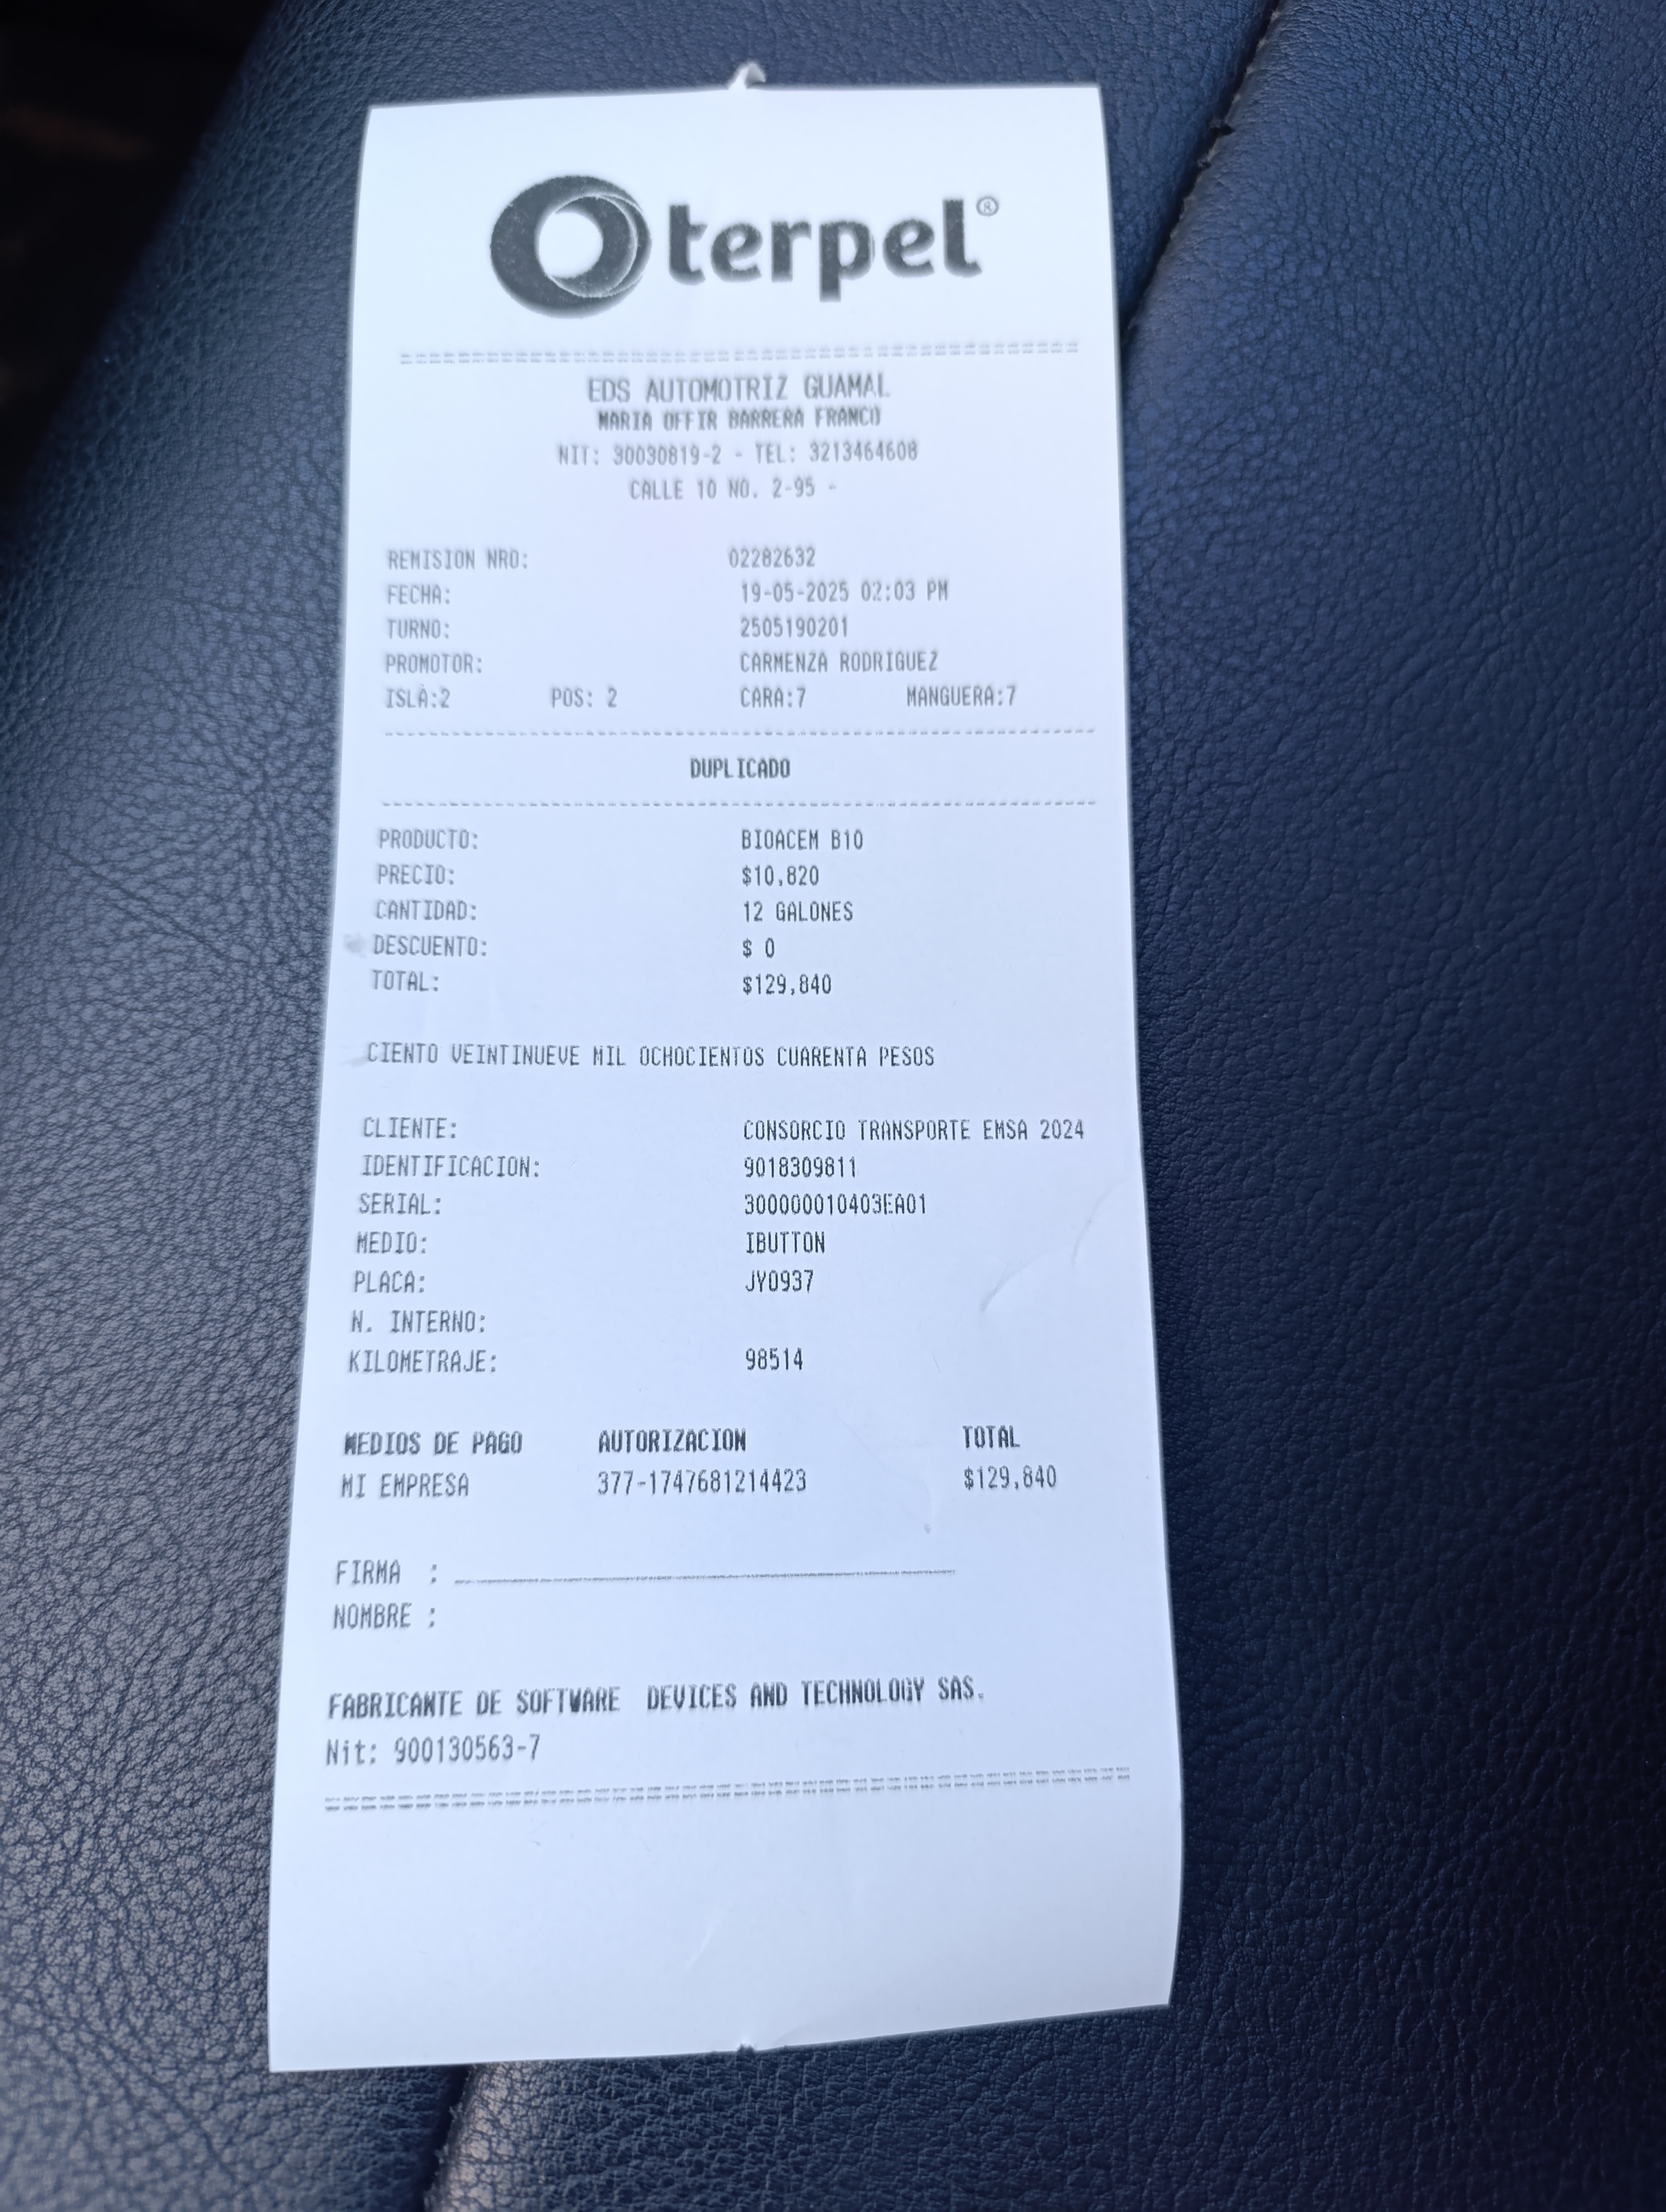 terpel®
EDS AUTOMOTRIZ GUAMAL
MARIA OFFIR BARRERA FRANCO
NIT: 30030819-2 - TEL: 3213464608
CALLE 10 NO. 2-95 -
REMISION NRO: 02282632
FECHA: 19-05-2025 02:03 PM
TURNO: 2505190201
PROMOTOR: CARMENZA RODRIGUEZ
ISLA:2 POS: 2 CARA:7 MANGUERA:7
DUPLICADO
PRODUCTO: BIOACEM B10
PRECIO: $10,820
CANTIDAD: 12 GALONES
DESCUENTO: $ 0
TOTAL: $129,840
CIENTO VEINTINUEVE MIL OCHOCIENTOS CUARENTA PESOS
CLIENTE: CONSORCIO TRANSPORTE EMSA 2024
IDENTIFICACION: 9018309811
SERIAL: 300000010403EA01
MEDIO: IBUTTON
PLACA: JYO937
N. INTERNO:
KILOMETRAJE: 98514
MEDIOS DE PAGO AUTORIZACION TOTAL
MI EMPRESA 377-1747681214423 $129,840
FIRMA :
NOMBRE :
FABRICANTE DE SOFTWARE DEVICES AND TECHNOLOGY SAS.
Nit: 900130563-7